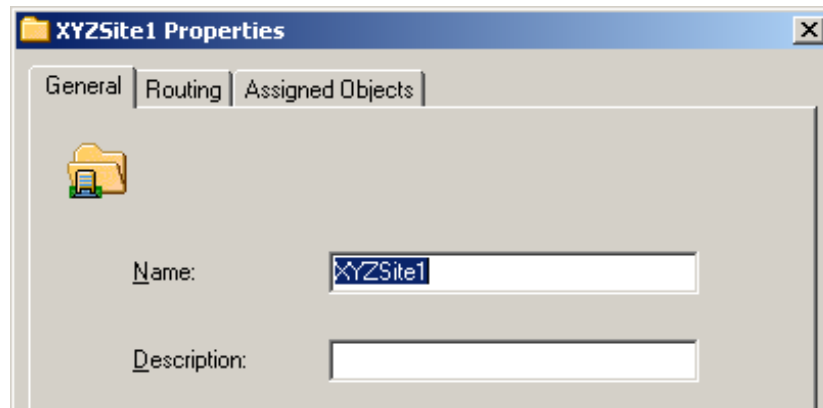 XYZSite1 Properties
General Routing Assigned Objects
Name: XYZSite1
Description: